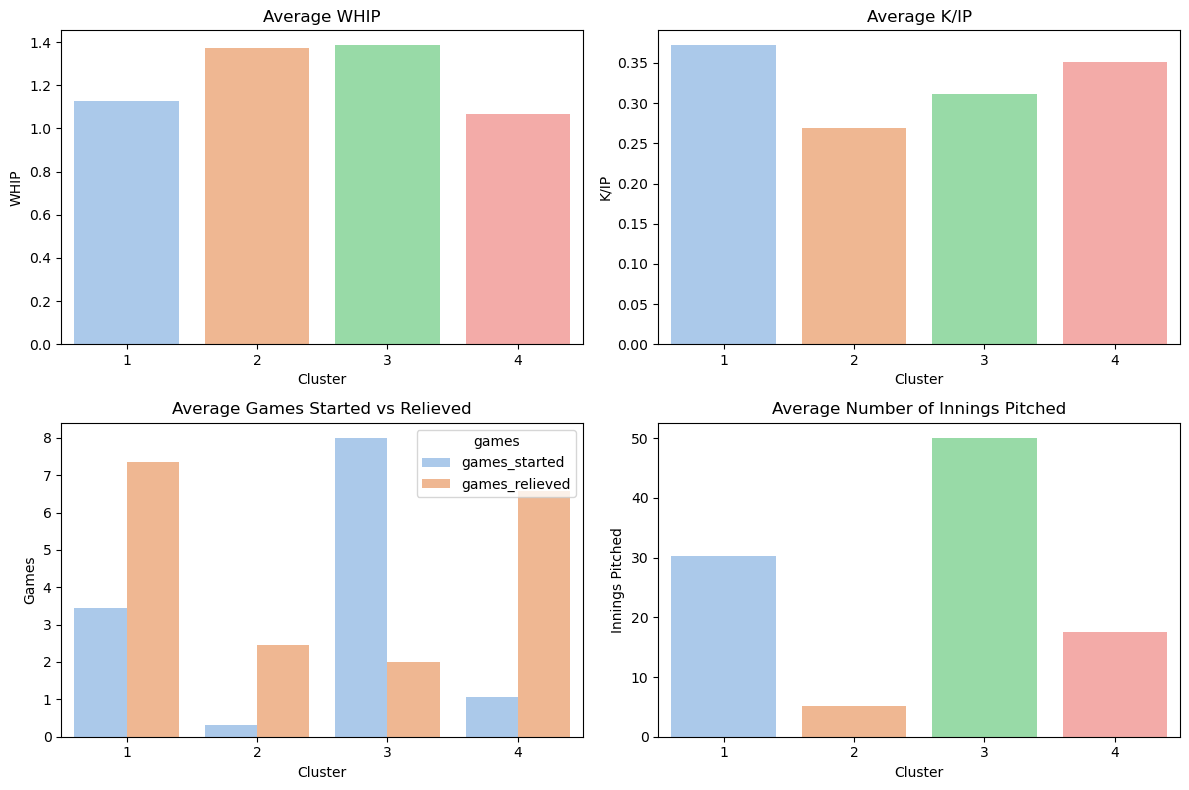 Average WHIP
WHIP
1.4
1.2
1.0
0.8
0.6
0.4
0.2
0.0
1 2 3 4
Cluster
Average K/IP
K/IP
0.35
0.30
0.25
0.20
0.15
0.10
0.05
0.00
1 2 3 4
Cluster
Average Games Started vs Relieved
Games
8
7
6
5
4
3
2
1
0
games
games_started
games_relieved
1 2 3 4
Cluster
Average Number of Innings Pitched
Innings Pitched
50
40
30
20
10
0
1 2 3 4
Cluster